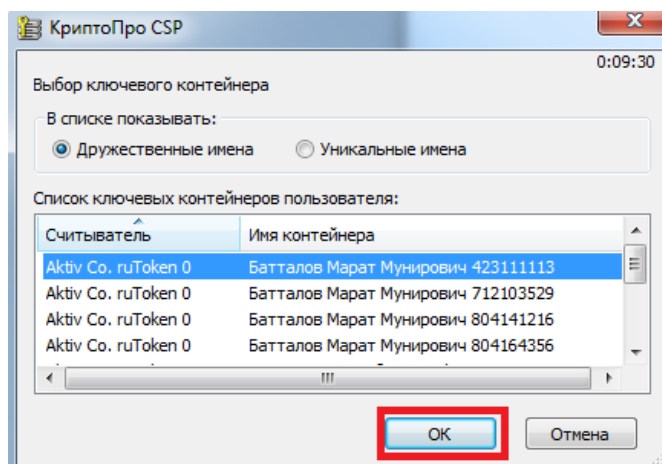 КриптоПро CSP
0:09:30
Выбор ключевого контейнера
В списке показывать:
Дружественные имена Уникальные имена
Список ключевых контейнеров пользователя:
Считыватель Имя контейнера
Aktiv Co. ruToken 0 Батталов Марат Мунирович 423111113
Aktiv Co. ruToken 0 Батталов Марат Мунирович 712103529
Aktiv Co. ruToken 0 Батталов Марат Мунирович 804141216
Aktiv Co. ruToken 0 Батталов Марат Мунирович 804164356
ОК Отмена